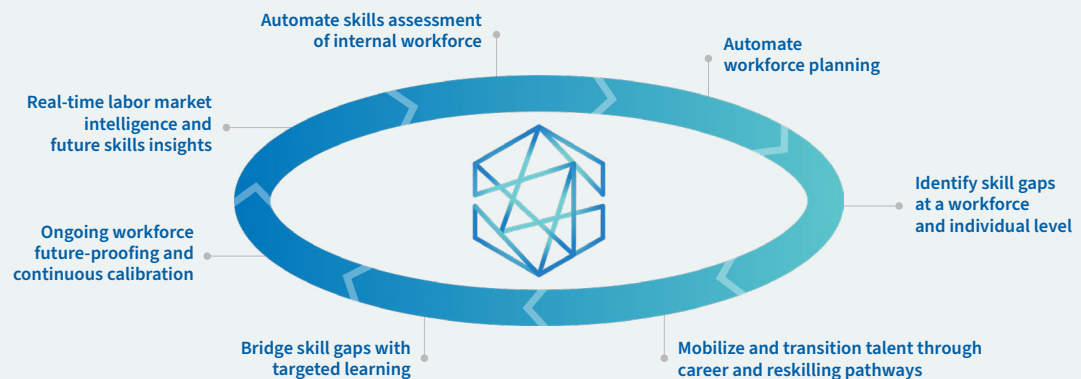 Automate skills assessment
of internal workforce
Automate
workforce planning
Real-time labor market
intelligence and
future skills insights
Identify skill gaps
at a workforce
and individual level
Ongoing workforce
future-proofing and
continuous calibration
Bridge skill gaps with
targeted learning
Mobilize and transition talent through
career and reskilling pathways